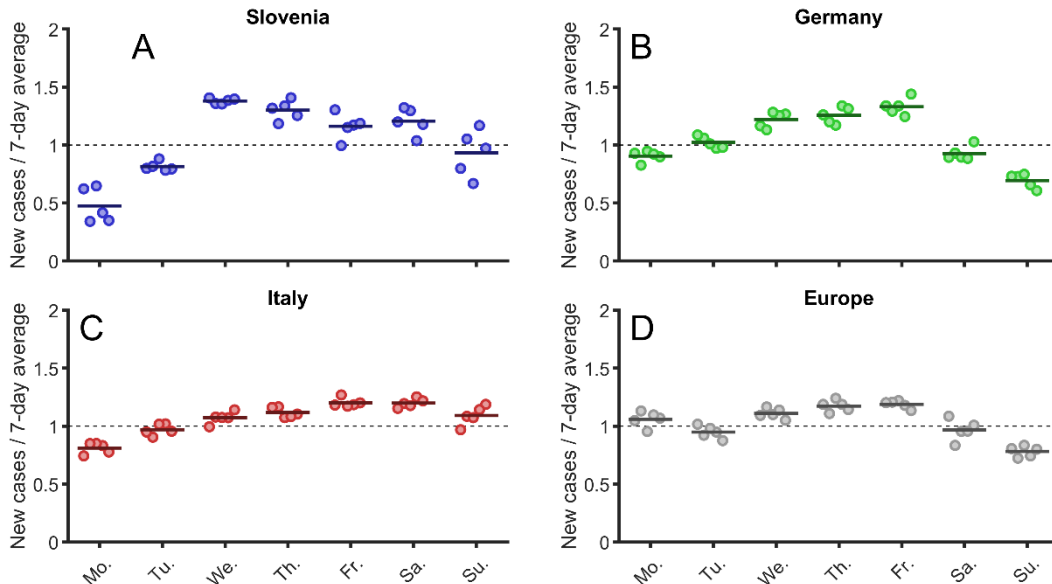 Slovenia
A
New cases / 7-day average
2
1.5
1
0.5
0
Germany
B
New cases / 7-day average
2
1.5
1
0.5
0
Italy
C
New cases / 7-day average
2
1.5
1
0.5
0
Mo. Tu. We. Th. Fr. Sa. Su.
Europe
D
New cases / 7-day average
2
1.5
1
0.5
0
Mo. Tu. We. Th. Fr. Sa. Su.